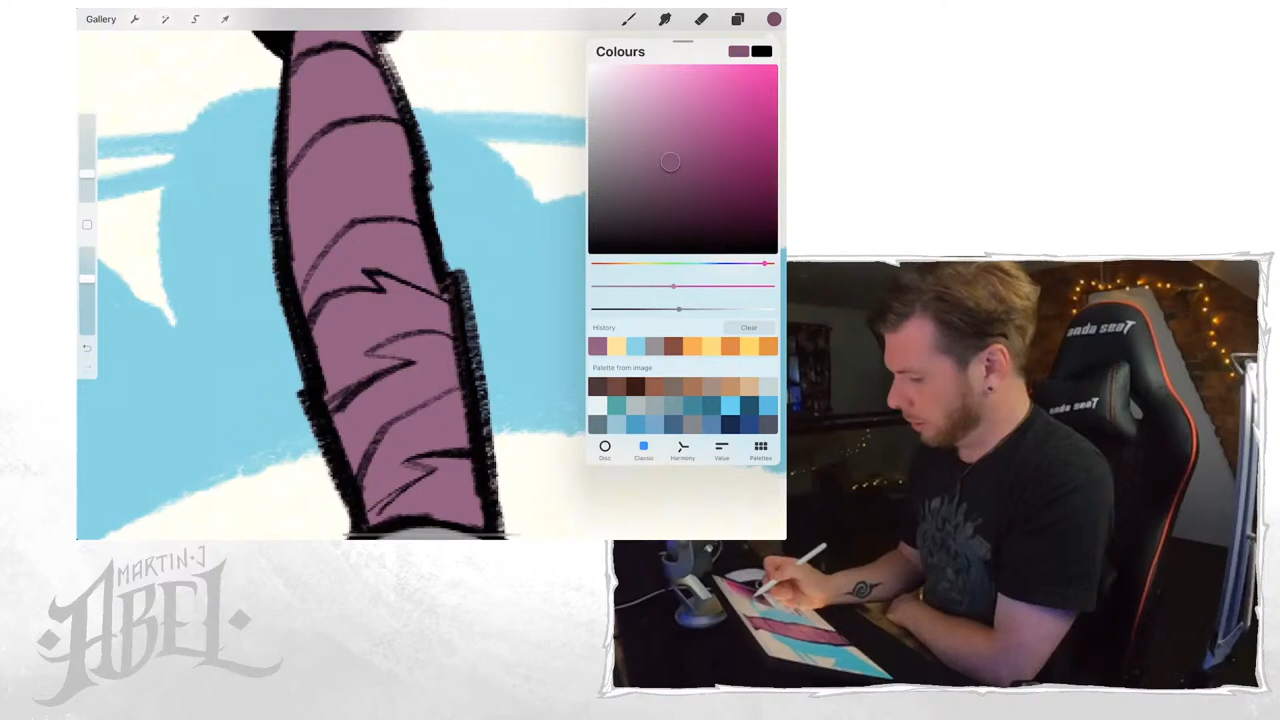 Gallery
Colours
History
Clear
Palette from image
Disc
Classic
Harmony
Value
Palettes
anda seaT
anda seaT
MARTIN·J
ABEL